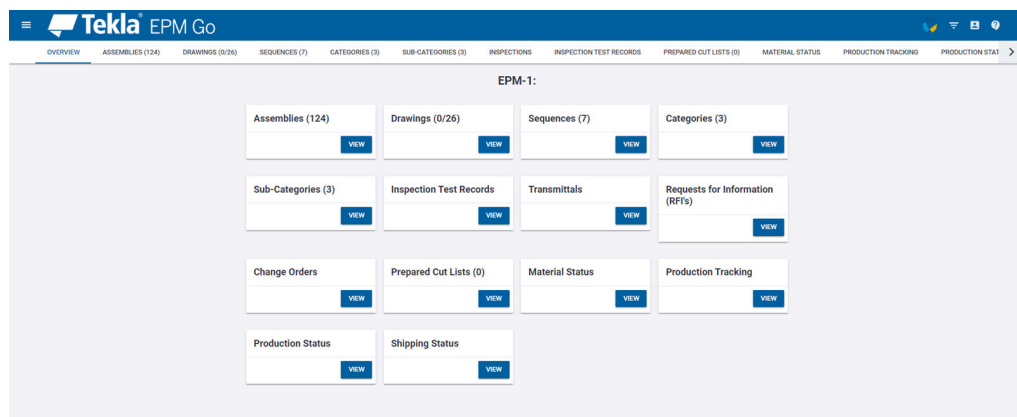 Tekla® EPM Go
OVERVIEW ASSEMBLIES (124) DRAWINGS (0/26) SEQUENCES (7) CATEGORIES (3) SUB-CATEGORIES (3) INSPECTIONS INSPECTION TEST RECORDS PREPARED CUT LISTS (0) MATERIAL STATUS PRODUCTION TRACKING PRODUCTION STAT
EPM-1:
Assemblies (124) Drawings (0/26) Sequences (7) Categories (3)
VIEW VIEW VIEW VIEW
Sub-Categories (3) Inspection Test Records Transmittals Requests for Information
(RFI's)
VIEW VIEW VIEW VIEW
Change Orders Prepared Cut Lists (0) Material Status Production Tracking
VIEW VIEW VIEW VIEW
Production Status Shipping Status
VIEW VIEW